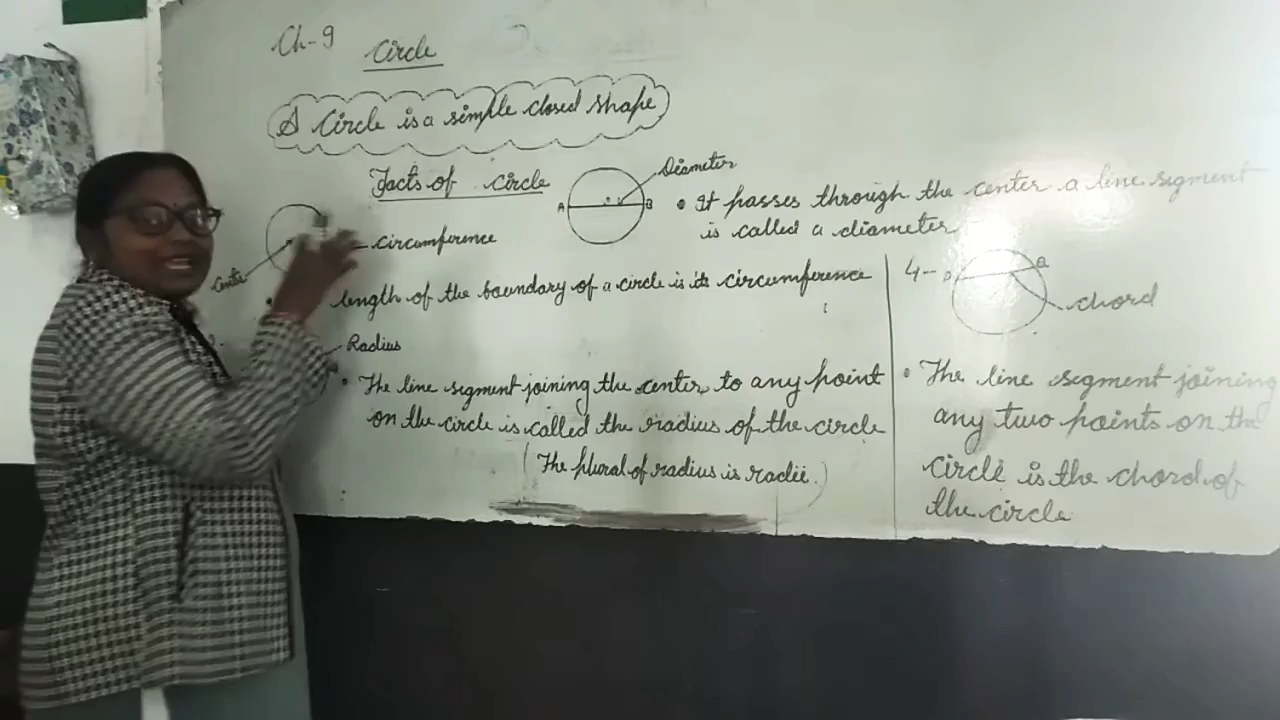 Ch-9
Circle
A Circle is a simple closed shape
Facts of circle
Diameter
A B
• It passes through the center a line sigment
is called a diameter
circumference
Centre
length of the boundary of a circle is its circumference
4-
chord
Radius
• The line segment joining the center to any point
on the circle is called the radius of the circle
(The plural of radius is radii.)
• The line segment joining
any two points on the
circle is the chord of
the circle